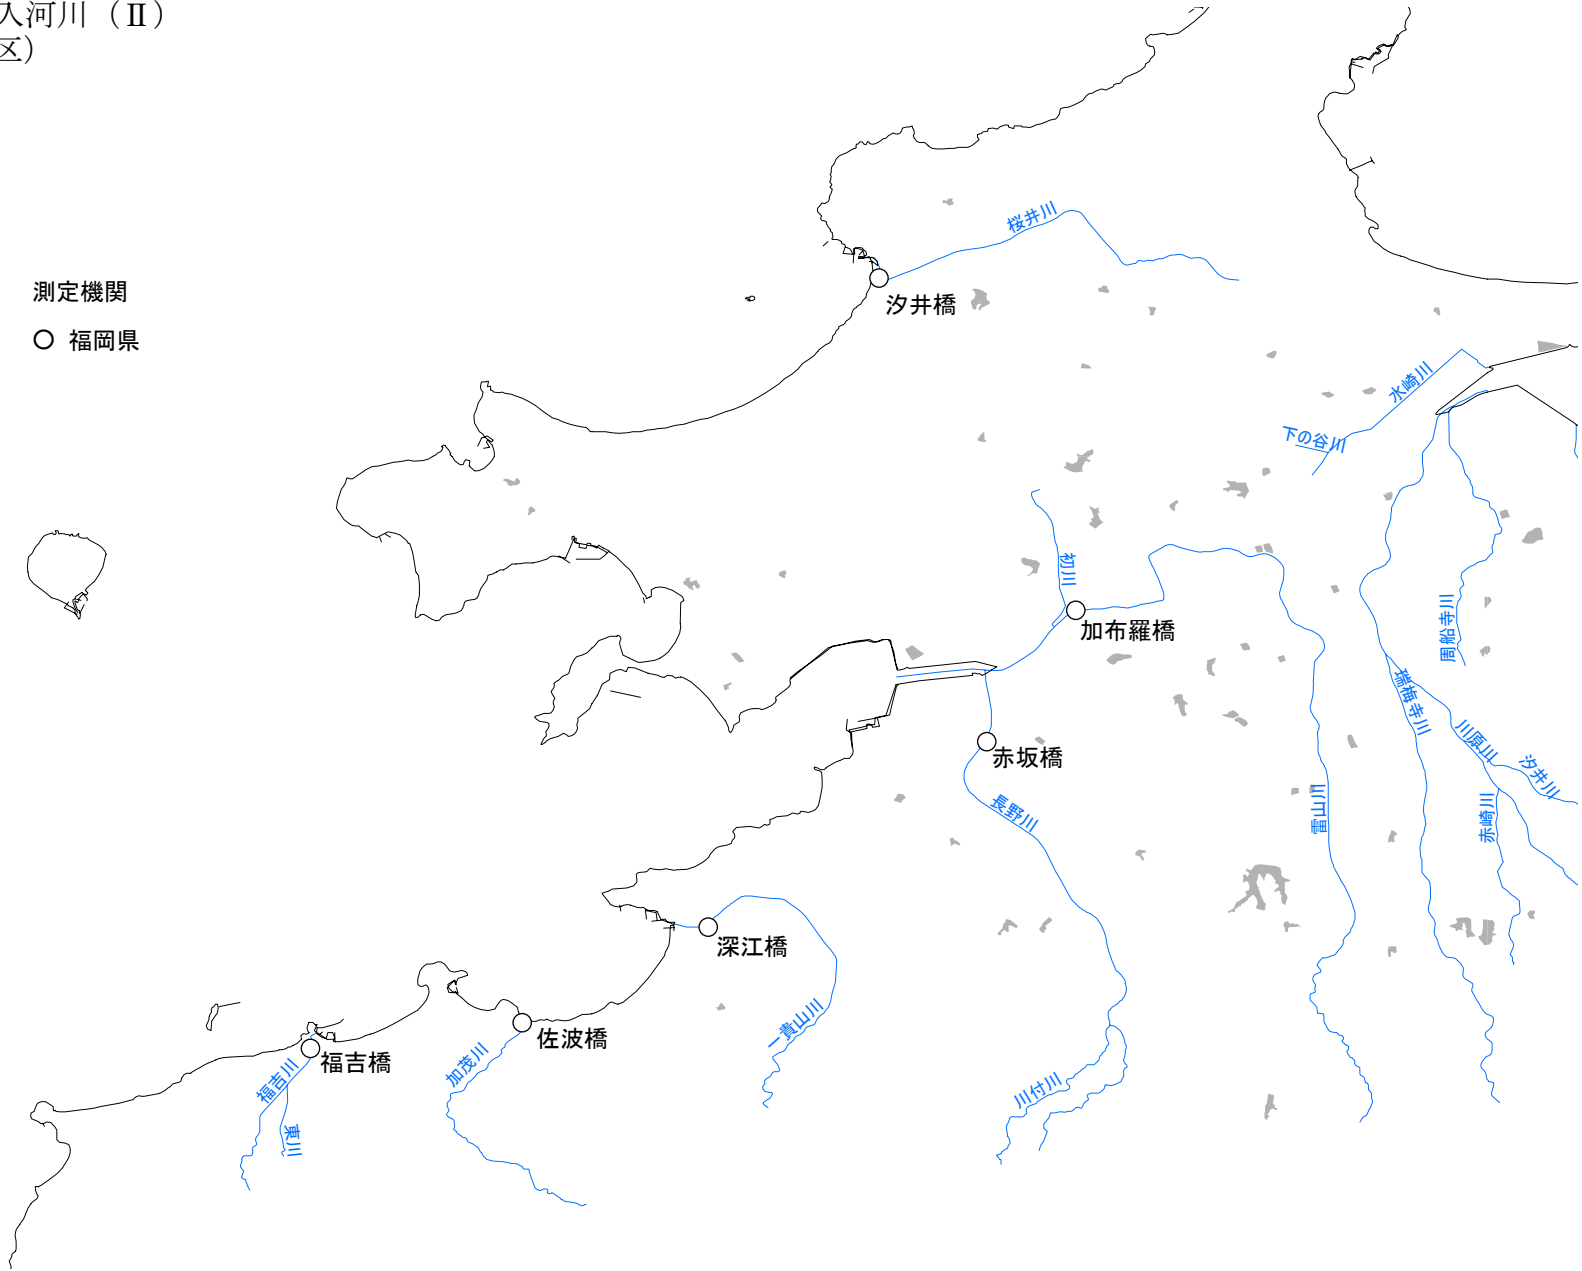 入河川（Ⅱ）
区）
測定機関
福岡県
桜井川
汐井橋
水崎川
下の谷川
初川
加布羅橋
周船寺川
瑞梅寺川
川原川
汐井川
赤崎川
雷山川
赤坂橋
長野川
深江橋
一貴山川
佐波橋
加茂川
福吉橋
福吉川
東川
川付川